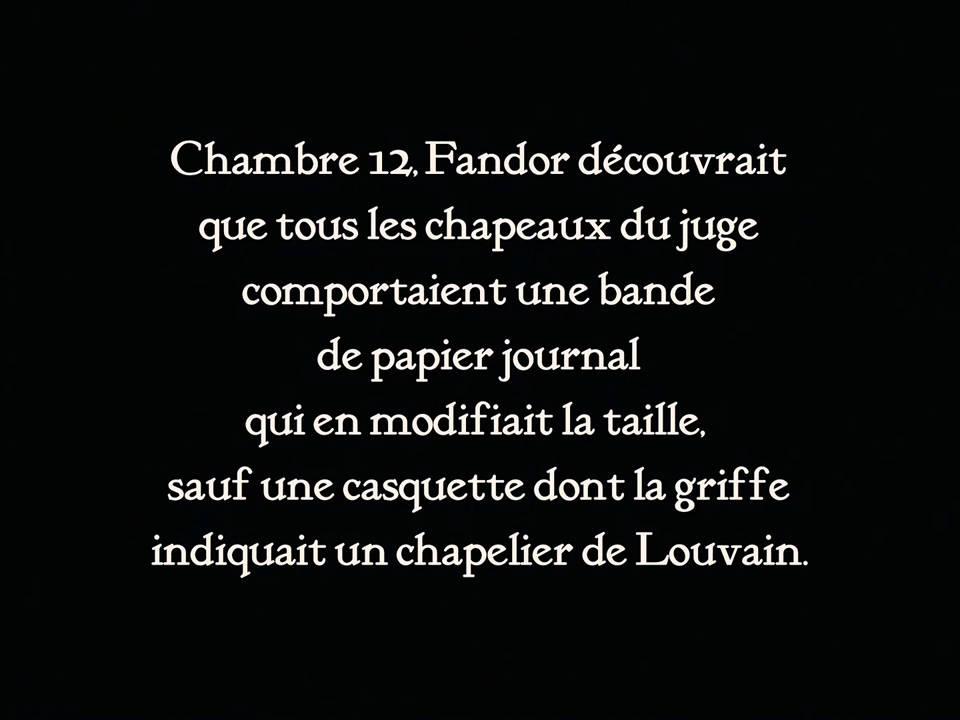 Chambre 12, Fandor découvrait
que tous les chapeaux du juge
comportaient une bande
de papier journal
qui en modifiait la taille,
sauf une casquette dont la griffe
indiquait un chapelier de Louvain.